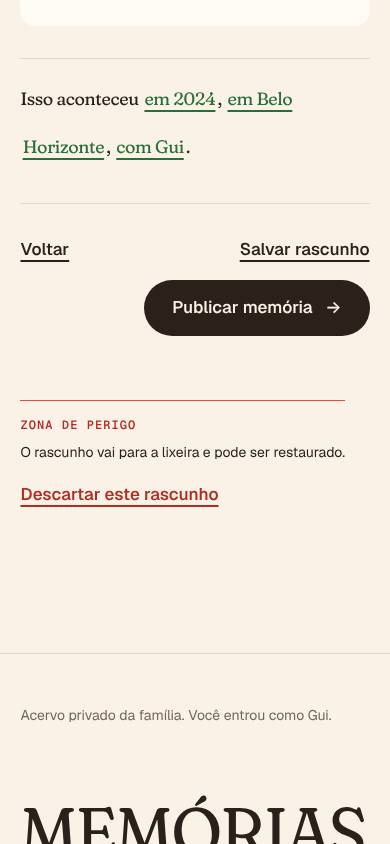 Isso aconteceu em 2024, em Belo
Horizonte, com Gui.
Voltar
Salvar rascunho
Publicar memória →
ZONA DE PERIGO
O rascunho vai para a lixeira e pode ser restaurado.
Descartar este rascunho
Acervo privado da família. Você entrou como Gui.
MEMÓRIAS